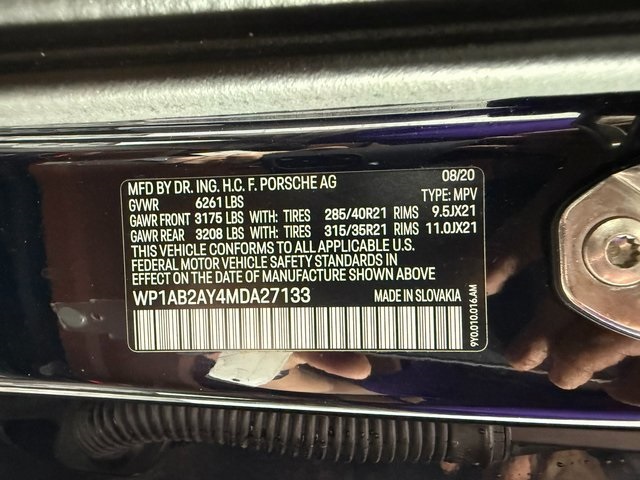 MFD BY DR. ING. H.C. F. PORSCHE AG 08/20
GVWR 6261 LBS TYPE: MPV
GAWR FRONT 3175 LBS WITH: TIRES 285/40R21 RIMS 9.5JX21
GAWR REAR 3208 LBS WITH: TIRES 315/35R21 RIMS 11.0JX21
THIS VEHICLE CONFORMS TO ALL APPLICABLE U.S.
FEDERAL MOTOR VEHICLE SAFETY STANDARDS IN
EFFECT ON THE DATE OF MANUFACTURE SHOWN ABOVE
WP1AB2AY4MDA27133 MADE IN SLOVAKIA
9Y0.010.016.AM